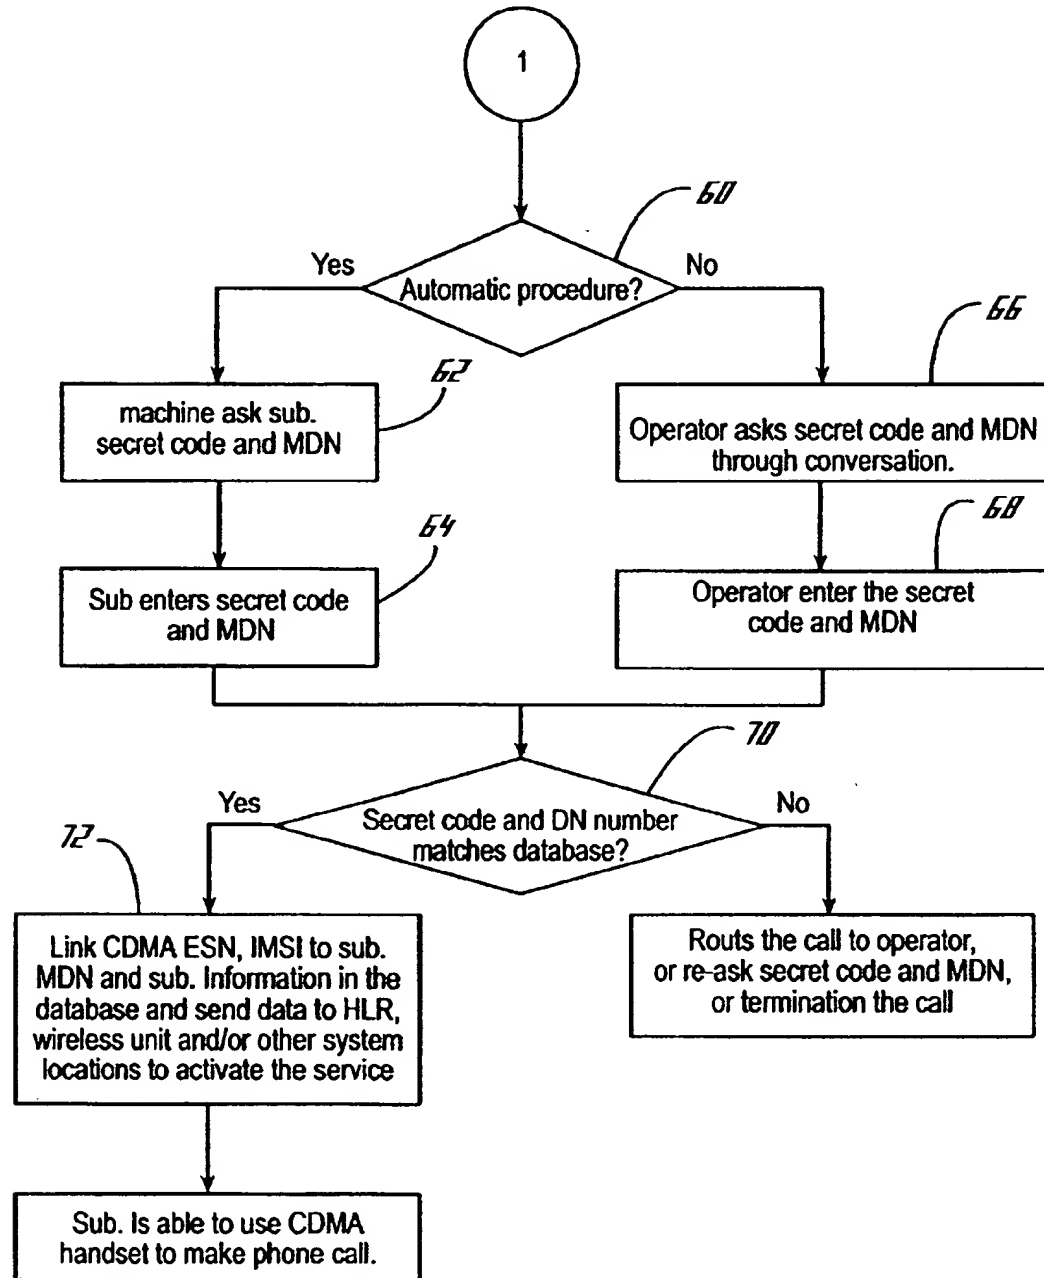 1
60
Yes
No
Automatic procedure?
62
66
machine ask sub.
secret code and MDN
Operator asks secret code and MDN
through conversation.
64
68
Sub enters secret code
and MDN
Operator enter the secret
code and MDN
70
Yes
No
Secret code and DN number
matches database?
72
Link CDMA ESN, IMSI to sub.
MDN and sub. Information in the
database and send data to HLR,
wireless unit and/or other system
locations to activate the service
Routs the call to operator,
or re-ask secret code and MDN,
or termination the call
Sub. Is able to use CDMA
handset to make phone call.